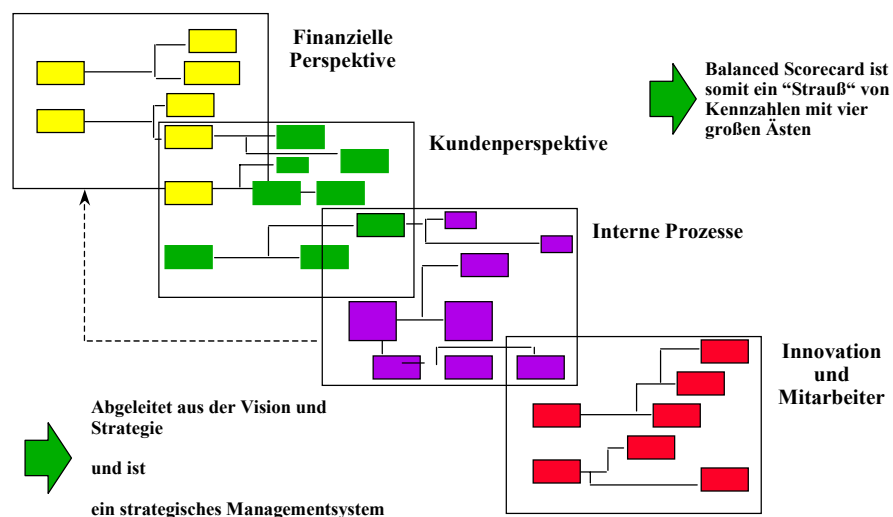 Finanzielle
Perspektive
Balanced Scorecard ist
somit ein “Strauß“ von
Kennzahlen mit vier
großen Ästen
Kundenperspektive
Interne Prozesse
Innovation
und
Mitarbeiter
Abgeleitet aus der Vision und
Strategie
und ist
ein strategisches Managementsystem